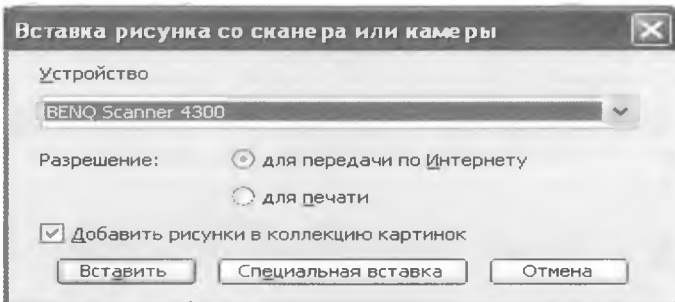 Вставка рисунка со сканера или камеры
Устройство
BENQ Scanner 4300
Разрешение: для передачи по Интернету
для печати
Добавить рисунки в коллекцию картинок
Вставить Специальная вставка Отмена